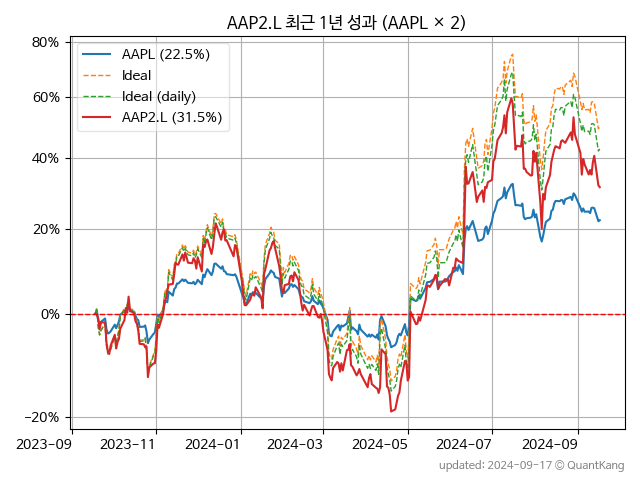 AAP2.L 최근 1년 성과 (AAPL × 2)
80%
60%
40%
20%
0%
−20%
AAPL (22.5%)
Ideal
Ideal (daily)
AAP2.L (31.5%)
2023-09 2023-11 2024-01 2024-03 2024-05 2024-07 2024-09
updated: 2024-09-17 © QuantKang